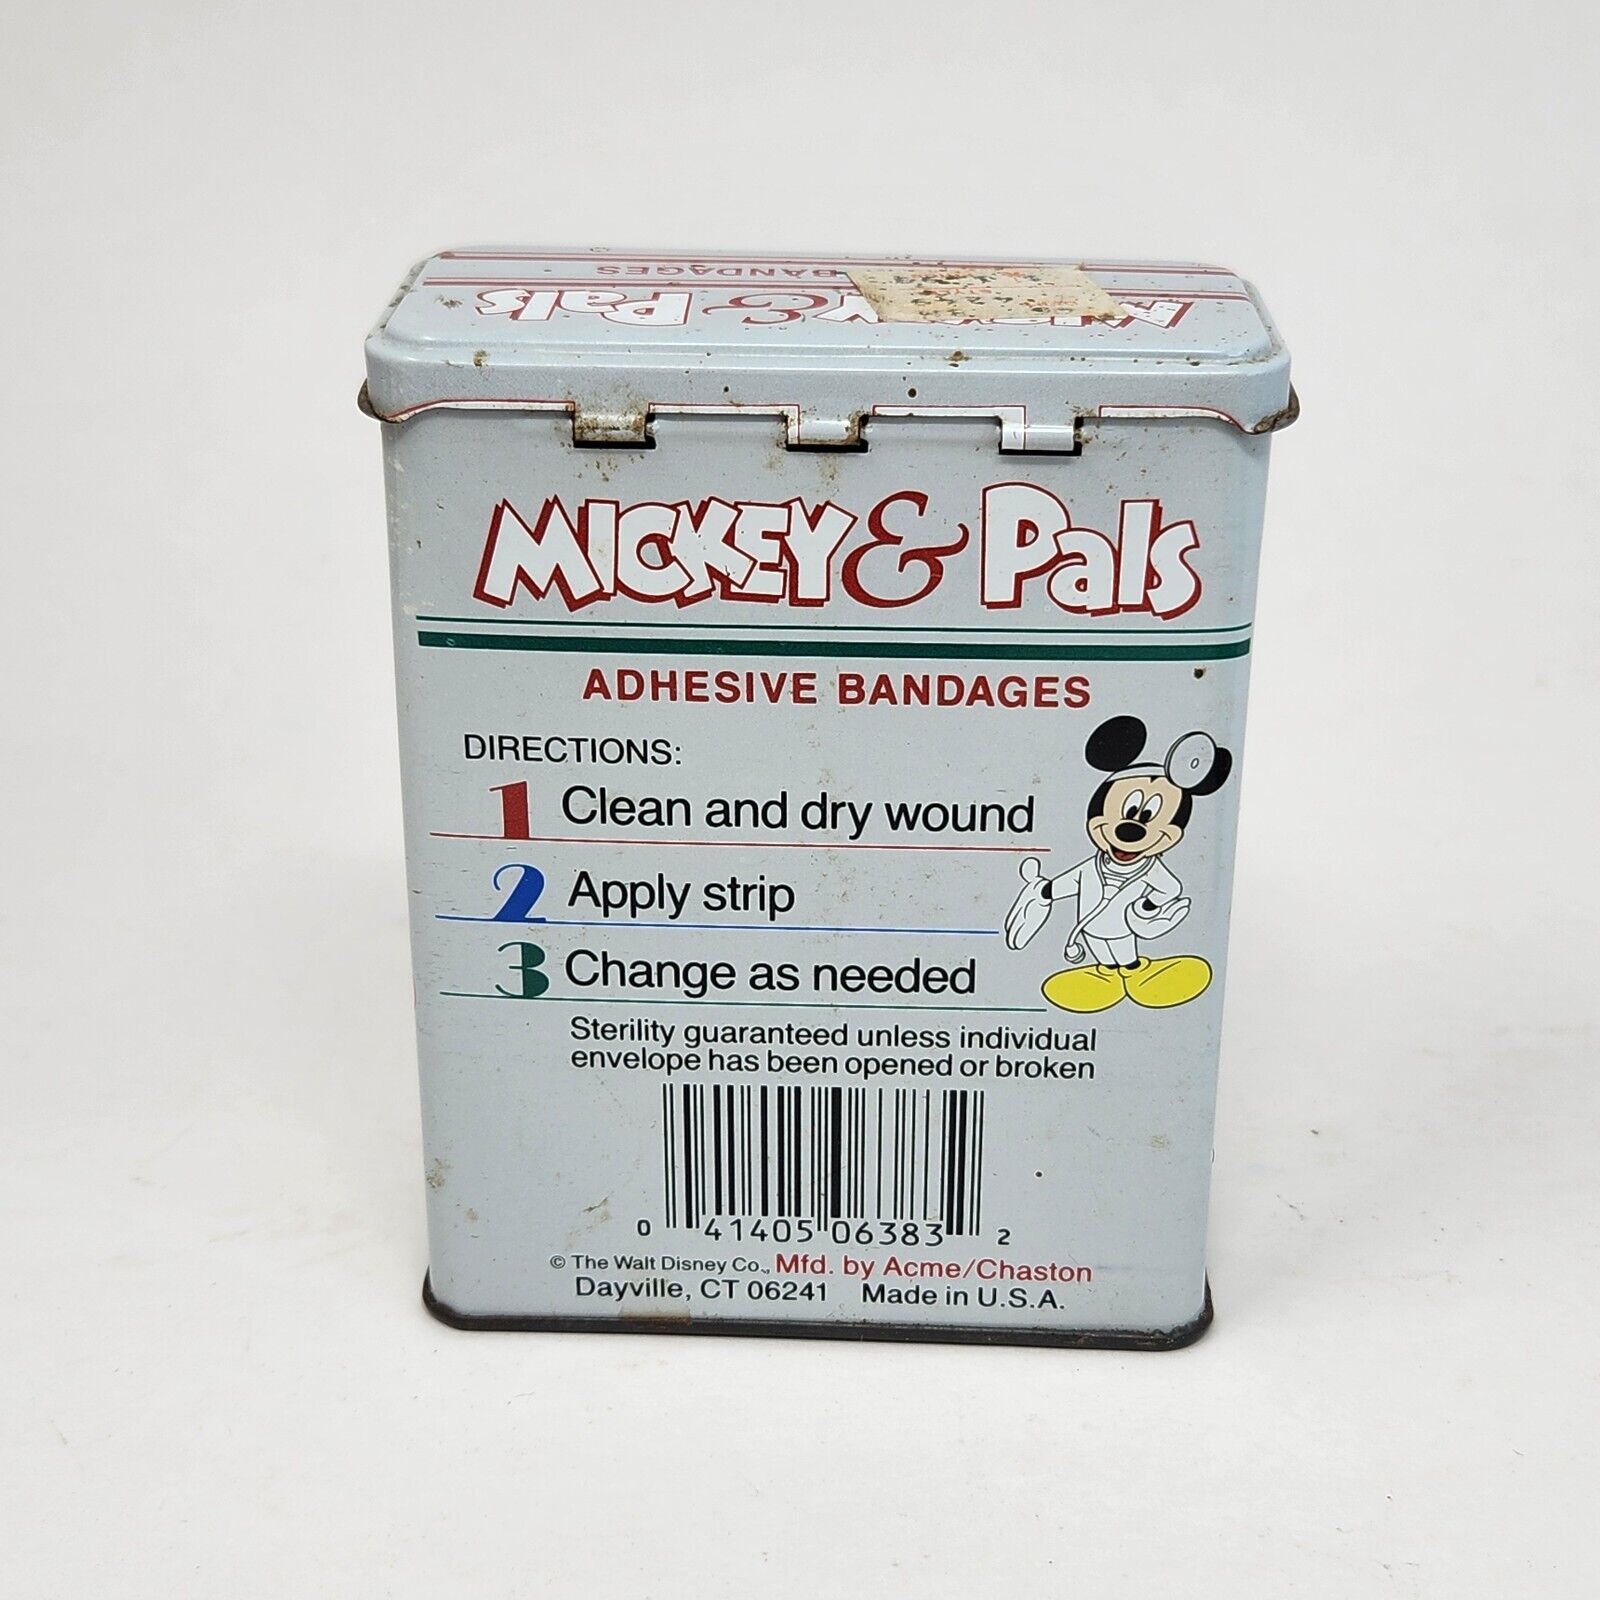 BANDAGES
& Pals
MICKEY & Pals
ADHESIVE BANDAGES
DIRECTIONS:
1 Clean and dry wound
2 Apply strip
3 Change as needed
Sterility guaranteed unless individual
envelope has been opened or broken
0 41405 06383 2
© The Walt Disney Co., Mfd. by Acme/Chaston
Dayville, CT 06241 Made in U.S.A.